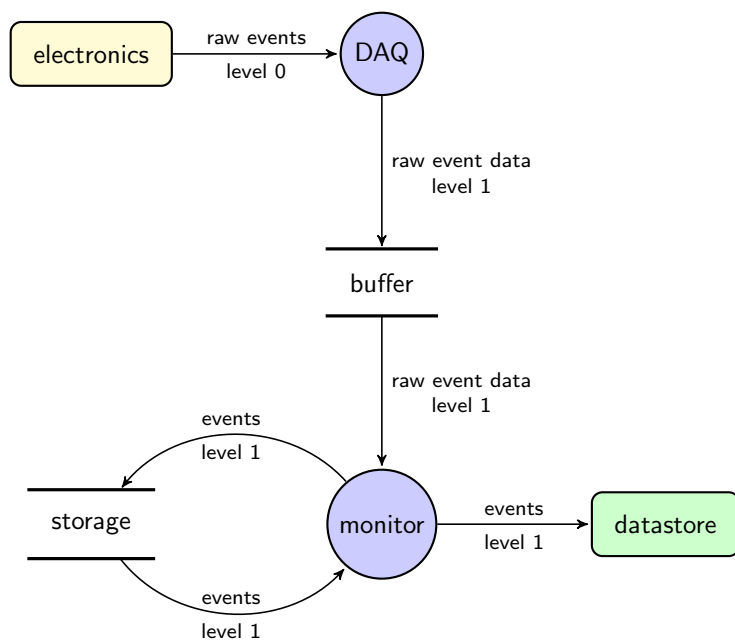 electronics
raw events
level 0
DAQ
raw event data
level 1
buffer
raw event data
level 1
events
level 1
storage
monitor
events
level 1
datastore
events
level 1